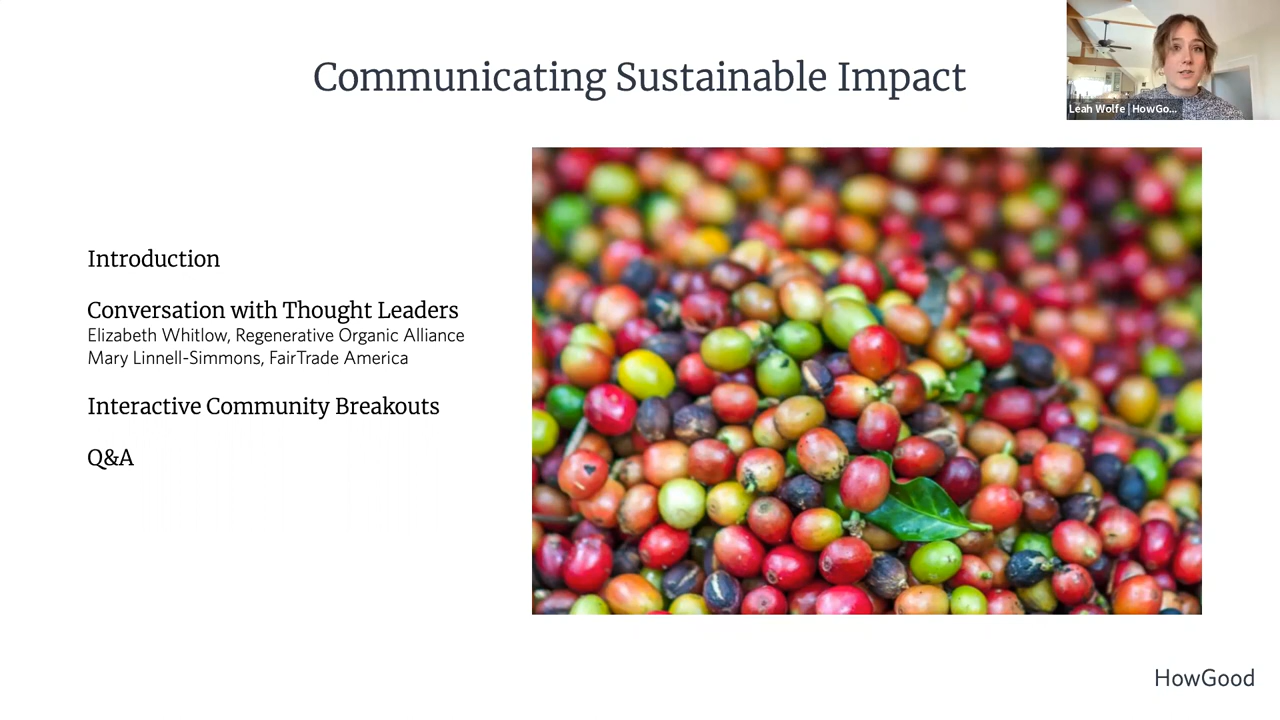 Communicating Sustainable Impact
Leah Wolfe | HowGo...
Introduction
Conversation with Thought Leaders
Elizabeth Whitlow, Regenerative Organic Alliance
Mary Linnell-Simmons, FairTrade America
Interactive Community Breakouts
Q&A
HowGood